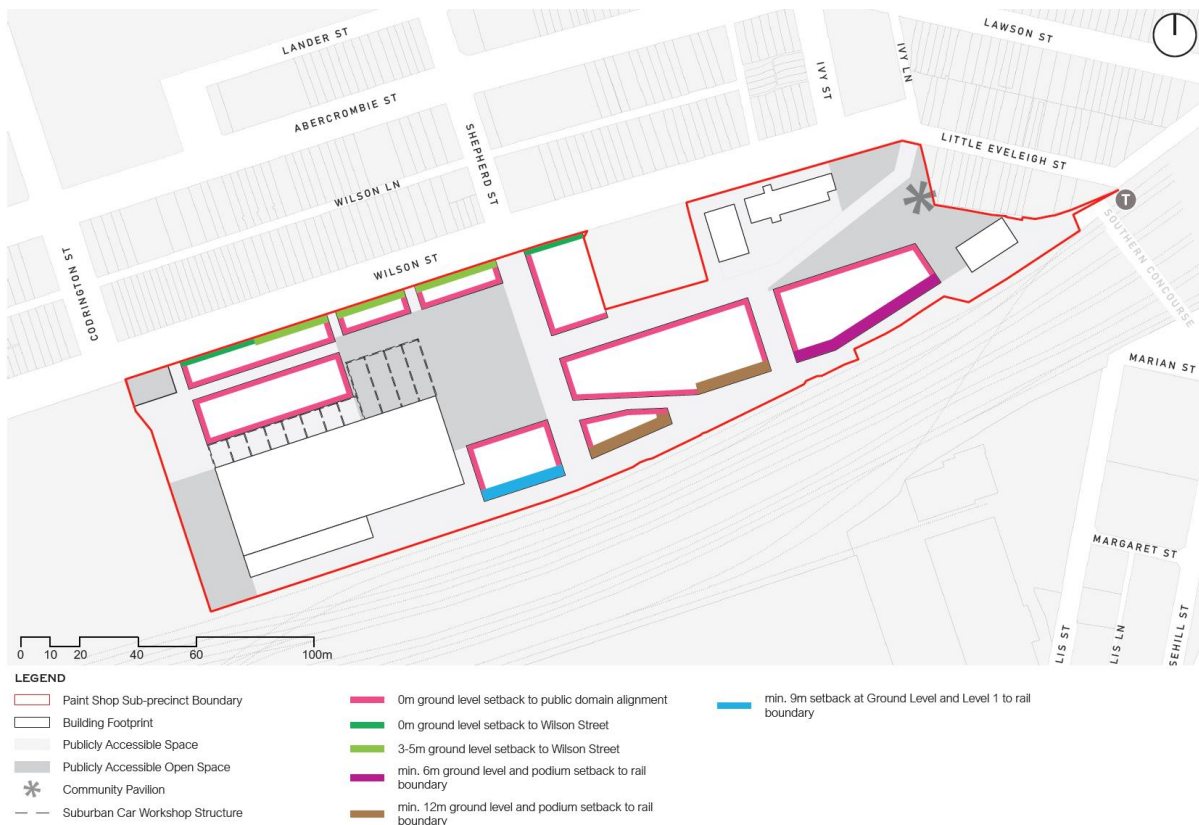 LANDER ST
LAWSON ST
ABERCROMBIE ST
IVY ST
IVY LN
SHEPHERD ST
LITTLE EVELEIGH ST
WILSON LN
T
SOUTHERN CONCOURSE
CODRINGTON ST
WILSON ST
MARIAN ST
MARGARET ST
LIS ST
LIS LN
SEHILL ST
0 10 20 40 60 100m
LEGEND
Paint Shop Sub-precinct Boundary
Building Footprint
Publicly Accessible Space
Publicly Accessible Open Space
Community Pavilion
Suburban Car Workshop Structure
0m ground level setback to public domain alignment
0m ground level setback to Wilson Street
3-5m ground level setback to Wilson Street
min. 6m ground level and podium setback to rail
boundary
min. 12m ground level and podium setback to rail
boundary
min. 9m setback at Ground Level and Level 1 to rail
boundary